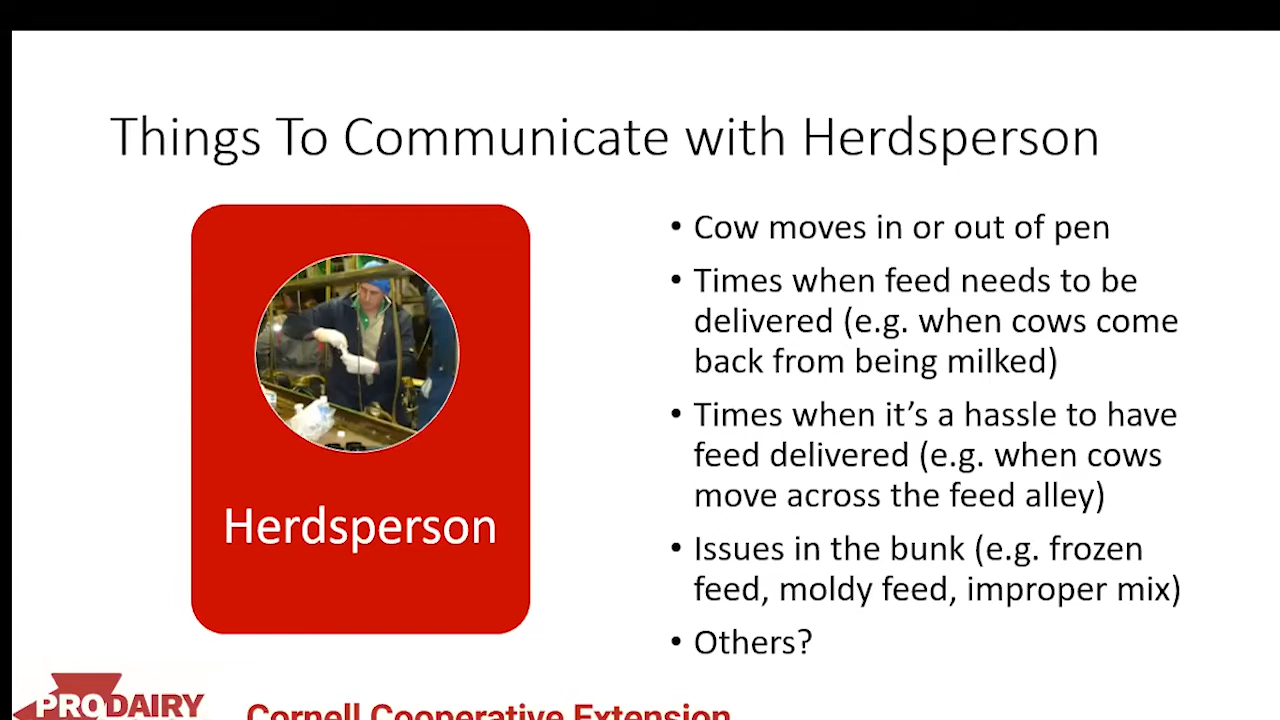 Things To Communicate with Herdsperson
Herdsperson
• Cow moves in or out of pen
• Times when feed needs to be
delivered (e.g. when cows come
back from being milked)
• Times when it’s a hassle to have
feed delivered (e.g. when cows
move across the feed alley)
• Issues in the bunk (e.g. frozen
feed, moldy feed, improper mix)
• Others?
PRODAIRY
Cornell Cooperative Extension